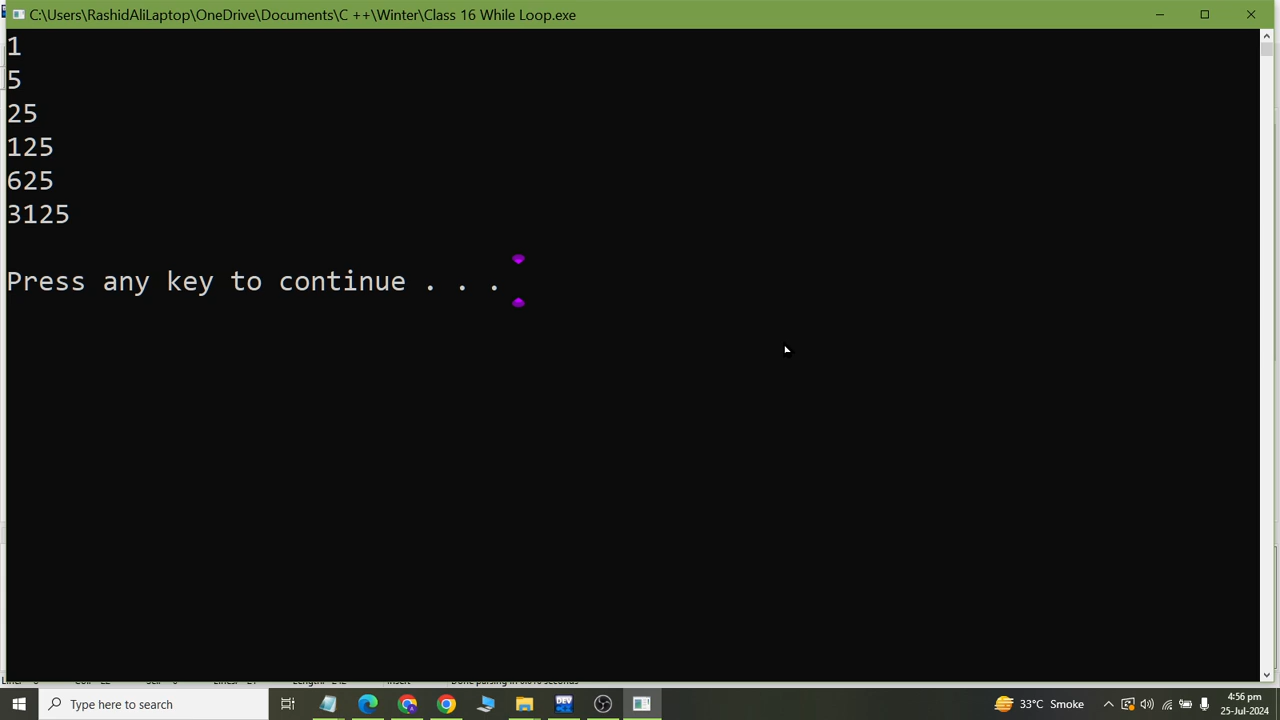 C:\Users\RashidAliLaptop\OneDrive\Documents\C ++\Winter\Class 16 While Loop.exe
1
5
25
125
625
3125
Press any key to continue . . .
Type here to search
DEV
33°C Smoke
4:56 pm
25-Jul-2024